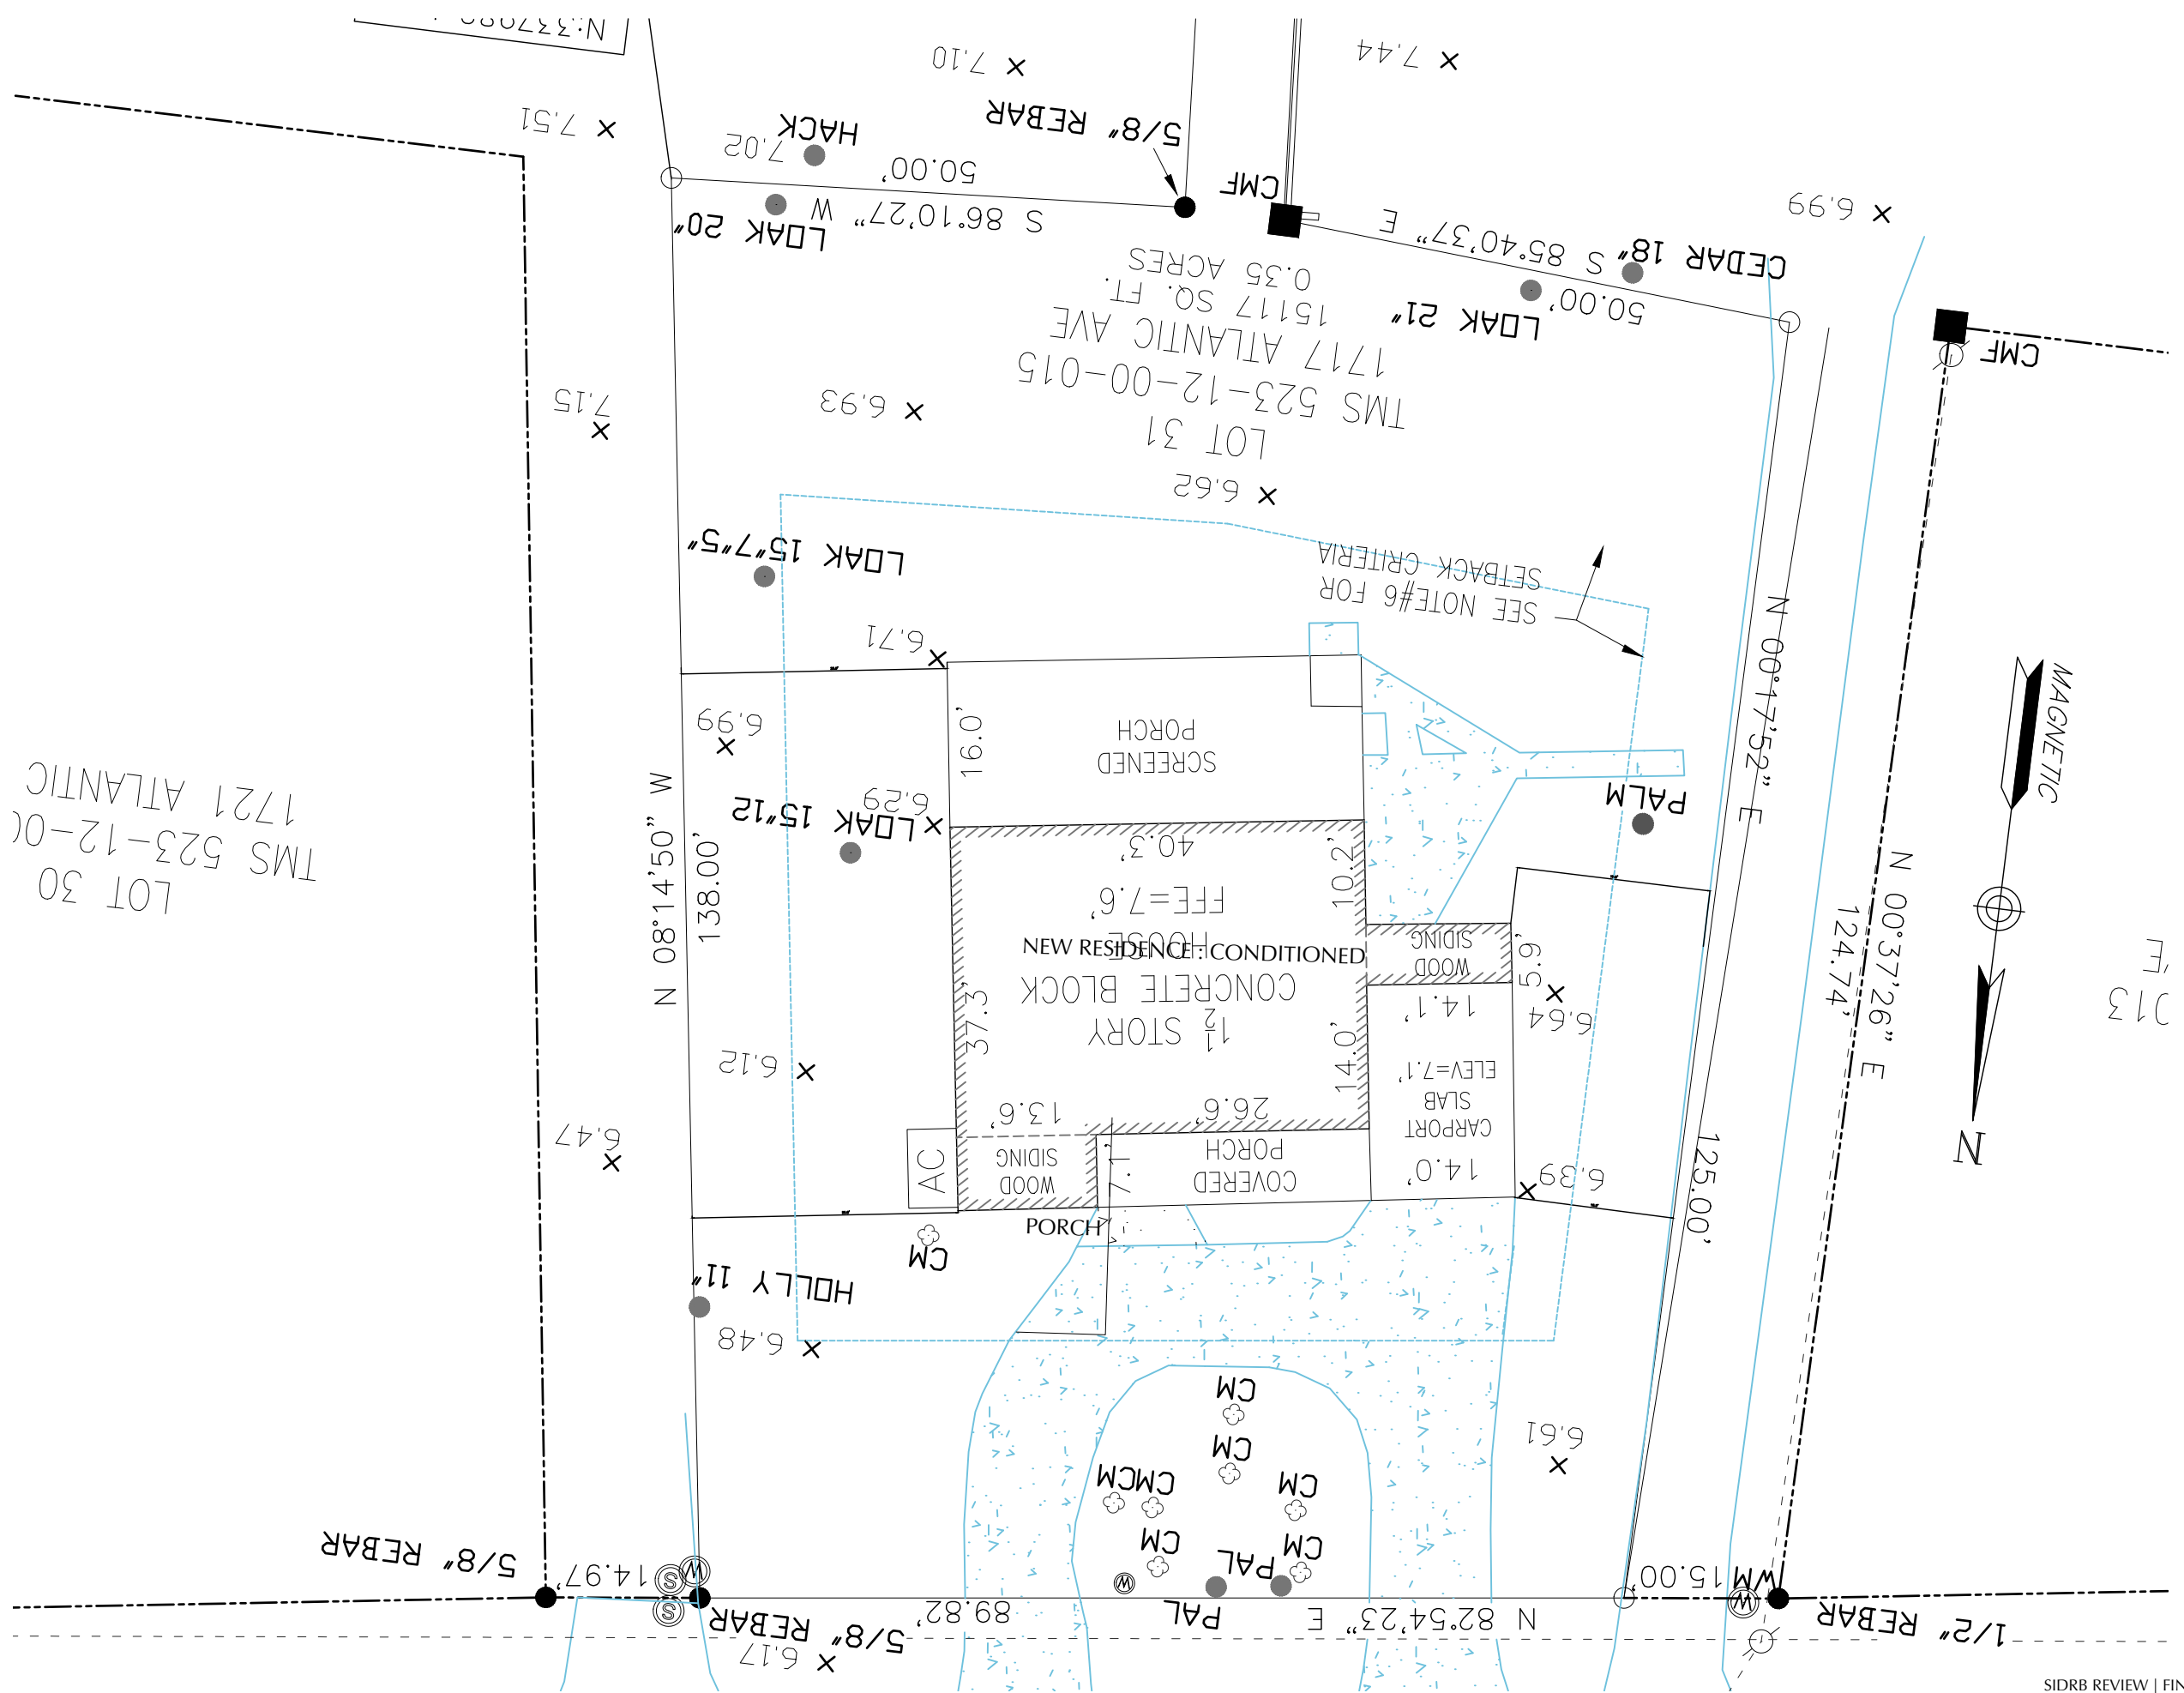 7.10
7.44
7.51
5/8" REBAR
HACK
7.02
50.00'
S 86°10'27" W
LOAK 20"
CMF
6.99
S 85°40'37" E
50.00'
CEDAR 18"
LOAK 21"
CMF
LOT 31
TMS 523-12-00-015
1717 ATLANTIC AVE
15117 SQ. FT.
0.35 ACRES
7.15
6.93
6.62
LOAK 15"7"5"
SEE NOTE#6 FOR
SETBACK CRITERIA
6.71
6.99
16.0'
SCREENED
PORCH
N 00°17'52" E
125.00'
MAGNETIC
N
LOT 30
TMS 523-12-0
1721 ATLANTIC
N 08°14'50" W
138.00'
6.29
LOAK 15"12
PALM
40.3'
10.2'
FFE=7.6'
NEW RESIDENCE : CONDITIONED
1½ STORY
CONCRETE BLOCK
HOUSE
37.3'
14.0'
WOOD
SIDING
5.9'
14.1'
6.64
N 00°37'26" E
124.74'
013
6.12
CARPORT
SLAB
ELEV=7.1'
14.0'
13.6'
26.6'
6.47
AC
WOOD
SIDING
7.1'
COVERED
PORCH
6.39
PORCH
CM
HOLLY 11"
6.48
CM
CM
CMCM
CM
CM
CM
PAL
PAL
6.61
5/8" REBAR
14.97'
S
S
W
W
5/8" REBAR
6.17
89.82'
N 82°54'23" E
15.00'
WM
W
1/2" REBAR
SIDRB REVIEW | FIN